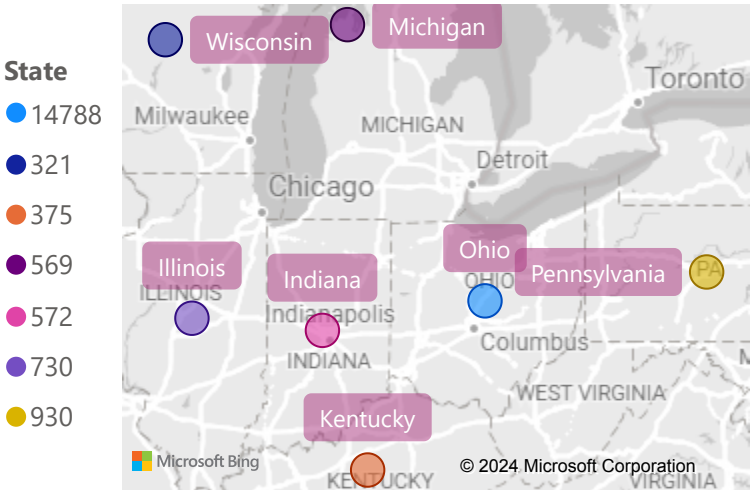 State
14788
321
375
569
572
730
930
Wisconsin
Michigan
Toronto
Milwaukee
MICHIGAN
Detroit
Chicago
Illinois
Indiana
Ohio
Pennsylvania
PA
ILLINOIS
OHIO
Indianapolis
Columbus
INDIANA
WEST VIRGINIA
Kentucky
Microsoft Bing
© 2024 Microsoft Corporation
KENTUCKY
VIRGINIA